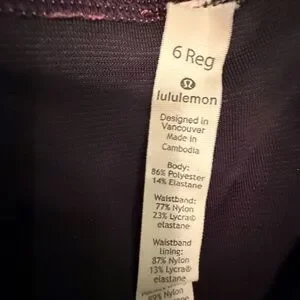 6 Reg
lululemon
Designed in
Vancouver
Made in
Cambodia
Body:
86% Polyester
14% Elastane
Waistband:
77% Nylon
23% Lycra®
elastane
Waistband
lining:
87% Nylon
13% Lycra®
elastane
Nylon